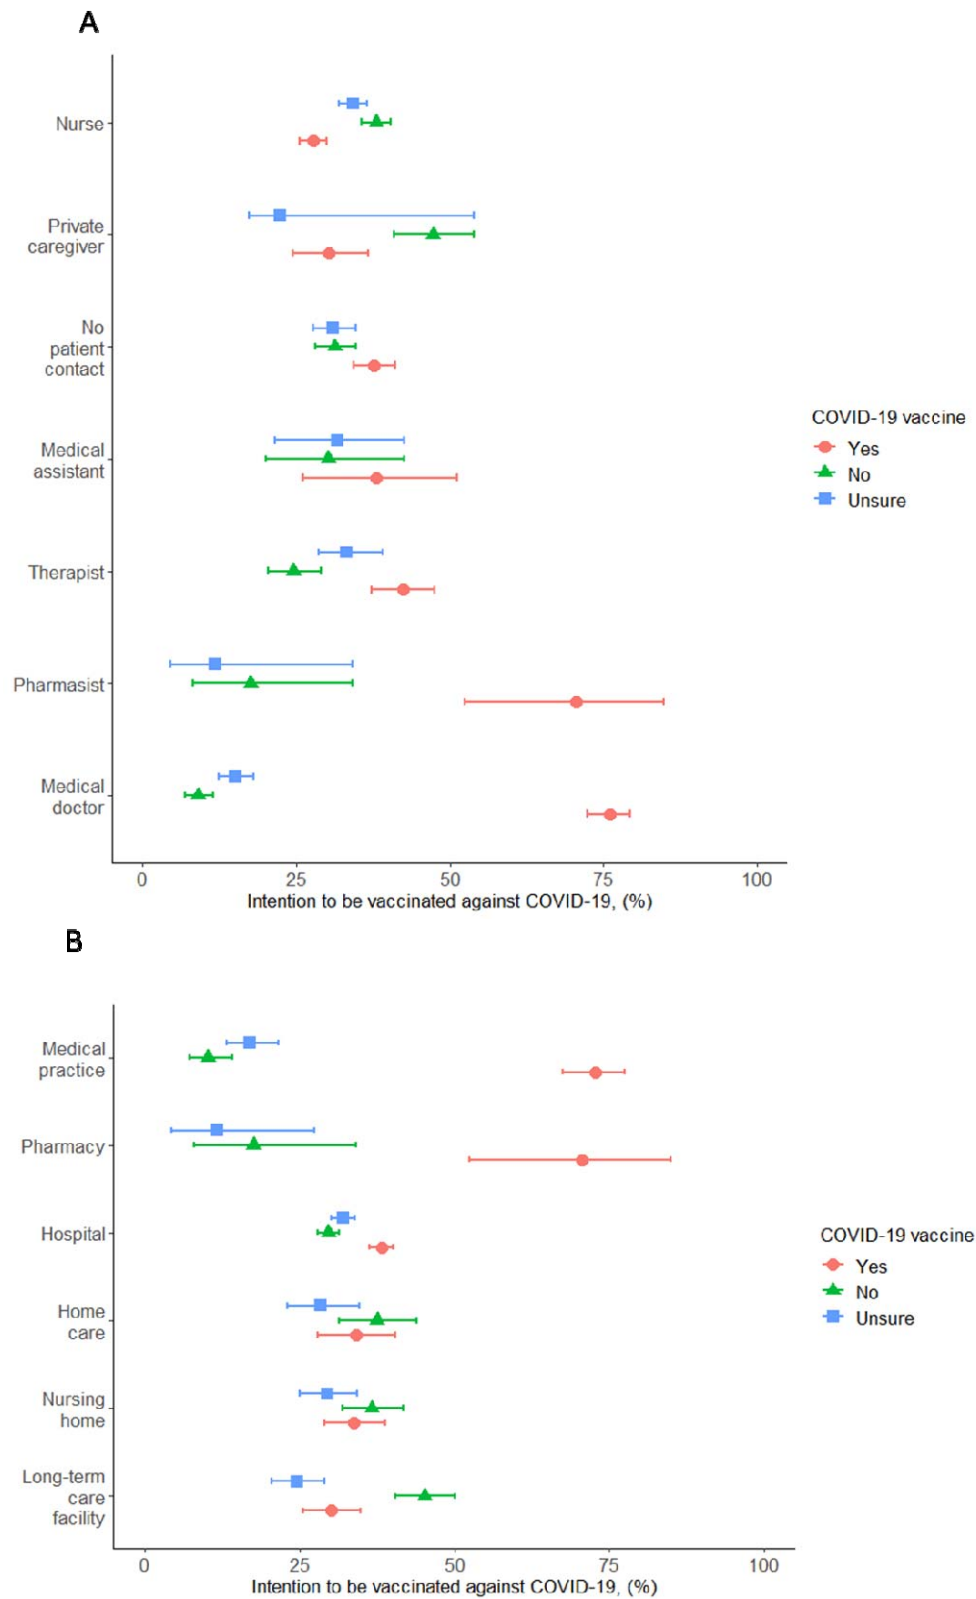 A
Nurse
Private
caregiver
No
patient
contact
Medical
assistant
Therapist
Pharmasist
Medical
doctor
0 25 50 75 100
Intention to be vaccinated against COVID-19, (%)
COVID-19 vaccine
Yes
No
Unsure
B
Medical
practice
Pharmacy
Hospital
Home
care
Nursing
home
Long-term
care
facility
0 25 50 75 100
Intention to be vaccinated against COVID-19, (%)
COVID-19 vaccine
Yes
No
Unsure